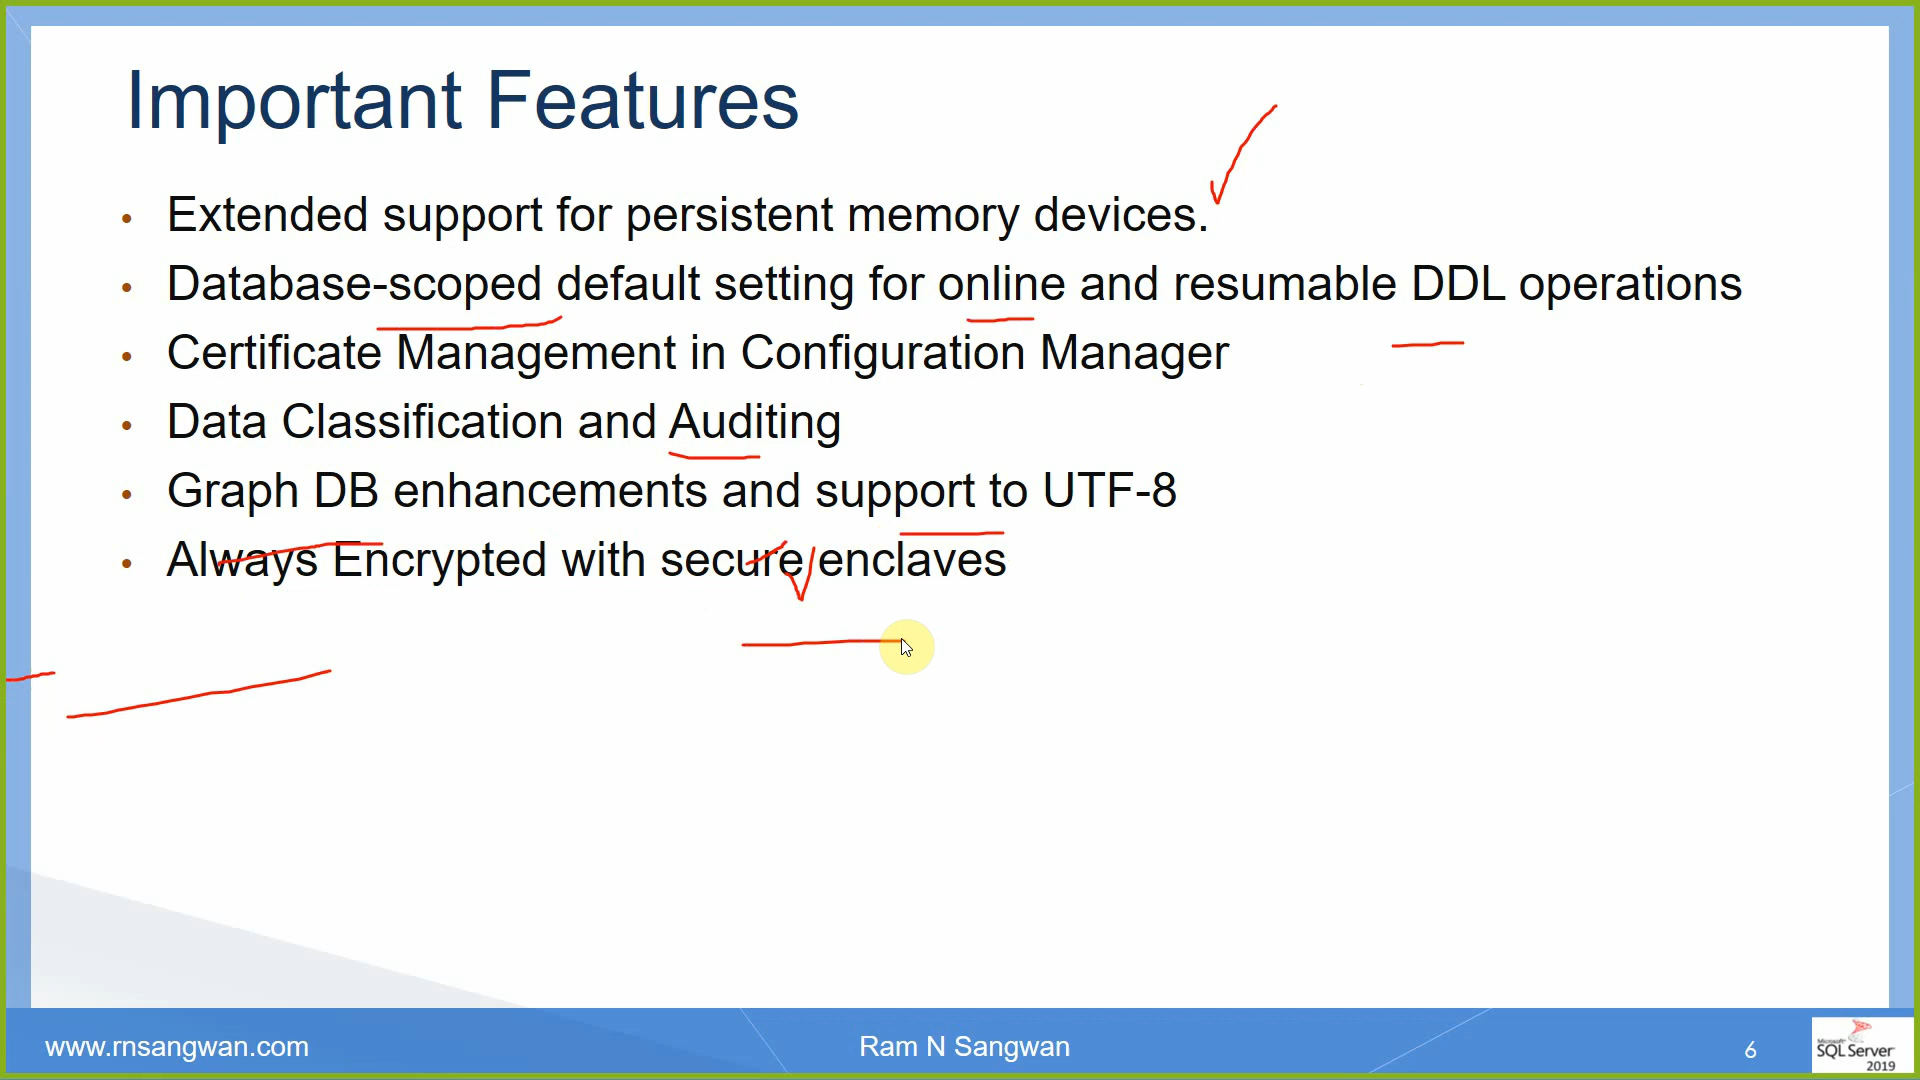 Important Features
• Extended support for persistent memory devices.
• Database-scoped default setting for online and resumable DDL operations
• Certificate Management in Configuration Manager
• Data Classification and Auditing
• Graph DB enhancements and support to UTF-8
• Always Encrypted with secure enclaves
www.rnsangwan.com
Ram N Sangwan
6
Microsoft
SQL Server
2019